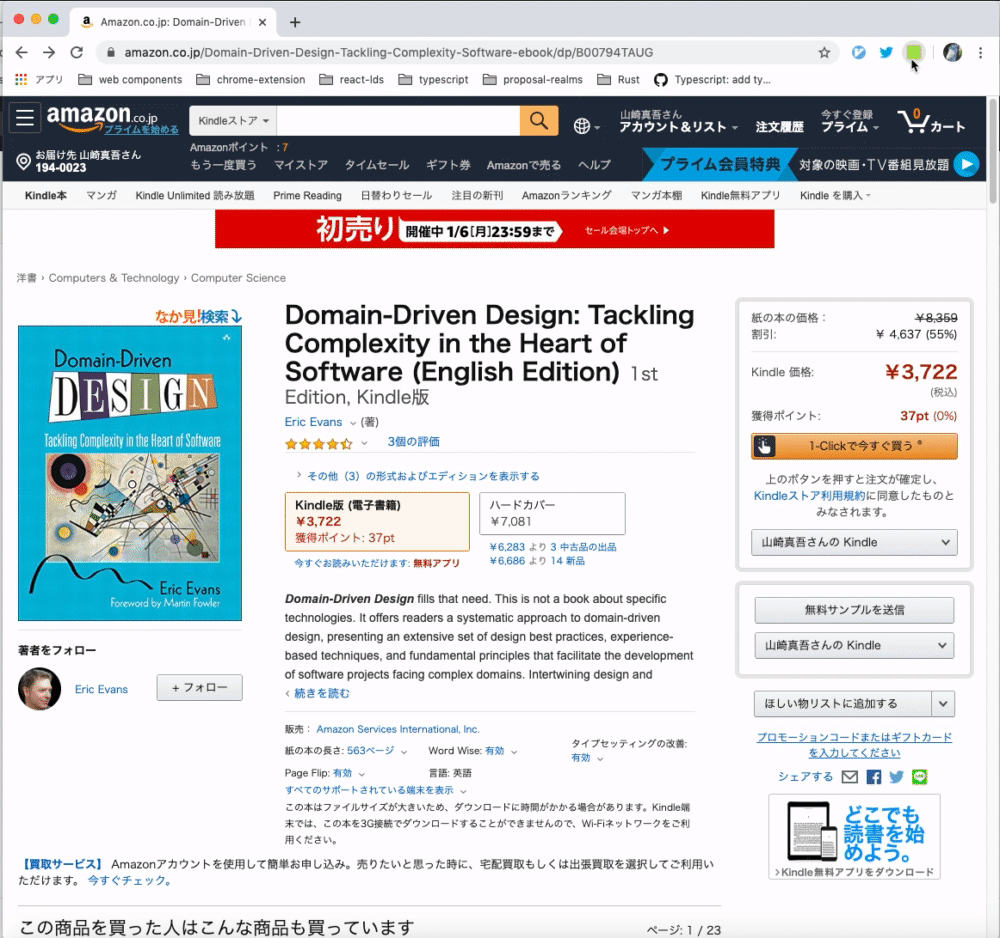 Amazon.co.jp: Domain-Driven
amazon.co.jp/Domain-Driven-Design-Tackling-Complexity-Software-ebook/dp/B00794TAUG
アプリ web components chrome-extension react-lds typescript proposal-realms Rust Typescript: add ty...
amazon.co.jp
プライムを始める
Kindleストア
山崎真吾さん
アカウント&リスト
注文履歴
今すぐ登録
プライム
0
カート
お届け先 山崎真吾さん
194-0023
Amazonポイント : 7
もう一度買う マイストア タイムセール ギフト券 Amazonで売る ヘルプ
プライム会員特典 対象の映画・TV番組見放題
Kindle本 マンガ Kindle Unlimited 読み放題 Prime Reading 日替わりセール 注目の新刊 Amazonランキング マンガ本棚 Kindle無料アプリ Kindle を購入
初売り 開催中 1/6[月]23:59まで セール会場トップへ
洋書 › Computers & Technology › Computer Science
なか見!検索
Domain-Driven
DESIGN
Tackling Complexity in the Heart of Software
Eric Evans
Foreword by Martin Fowler
著者をフォロー
Eric Evans
+ フォロー
Domain-Driven Design: Tackling
Complexity in the Heart of
Software (English Edition) 1st
Edition, Kindle版
Eric Evans (著)
3個の評価
› その他（3）の形式およびエディションを表示する
Kindle版 (電子書籍)
￥3,722
獲得ポイント: 37pt
ハードカバー
￥7,081
今すぐお読みいただけます: 無料アプリ
￥6,283 より 3 中古品の出品
￥6,686 より 14 新品
Domain-Driven Design fills that need. This is not a book about specific
technologies. It offers readers a systematic approach to domain-driven
design, presenting an extensive set of design best practices, experience-
based techniques, and fundamental principles that facilitate the development
of software projects facing complex domains. Intertwining design and
‹ 続きを読む
販売： Amazon Services International, Inc.
紙の本の長さ: 563ページ Word Wise: 有効 タイプセッティングの改善:
有効
Page Flip: 有効 言語: 英語
すべてのサポートされている端末を表示
この本はファイルサイズが大きいため、ダウンロードに時間がかかる場合があります。Kindle端
末では、この本を3G接続でダウンロードすることができませんので、Wi-Fiネットワークをご利
用ください。
紙の本の価格： ￥8,359
割引: ￥ 4,637 (55%)
Kindle 価格: ￥3,722
(税込)
獲得ポイント: 37pt (0%)
1-Clickで今すぐ買う ®
上のボタンを押すと注文が確定し、
Kindleストア利用規約に同意したものと
みなされます。
山崎真吾さんの Kindle
無料サンプルを送信
山崎真吾さんの Kindle
ほしい物リストに追加する
プロモーションコードまたはギフトカード
を入力してください
シェアする
どこでも
読書を始
めよう。
›Kindle無料アプリをダウンロード
【買取サービス】 Amazonアカウントを使用して簡単お申し込み。売りたいと思った時に、宅配買取もしくは出張買取を選択してご利用い
ただけます。 今すぐチェック。
この商品を買った人はこんな商品も買っています
ページ: 1 / 23